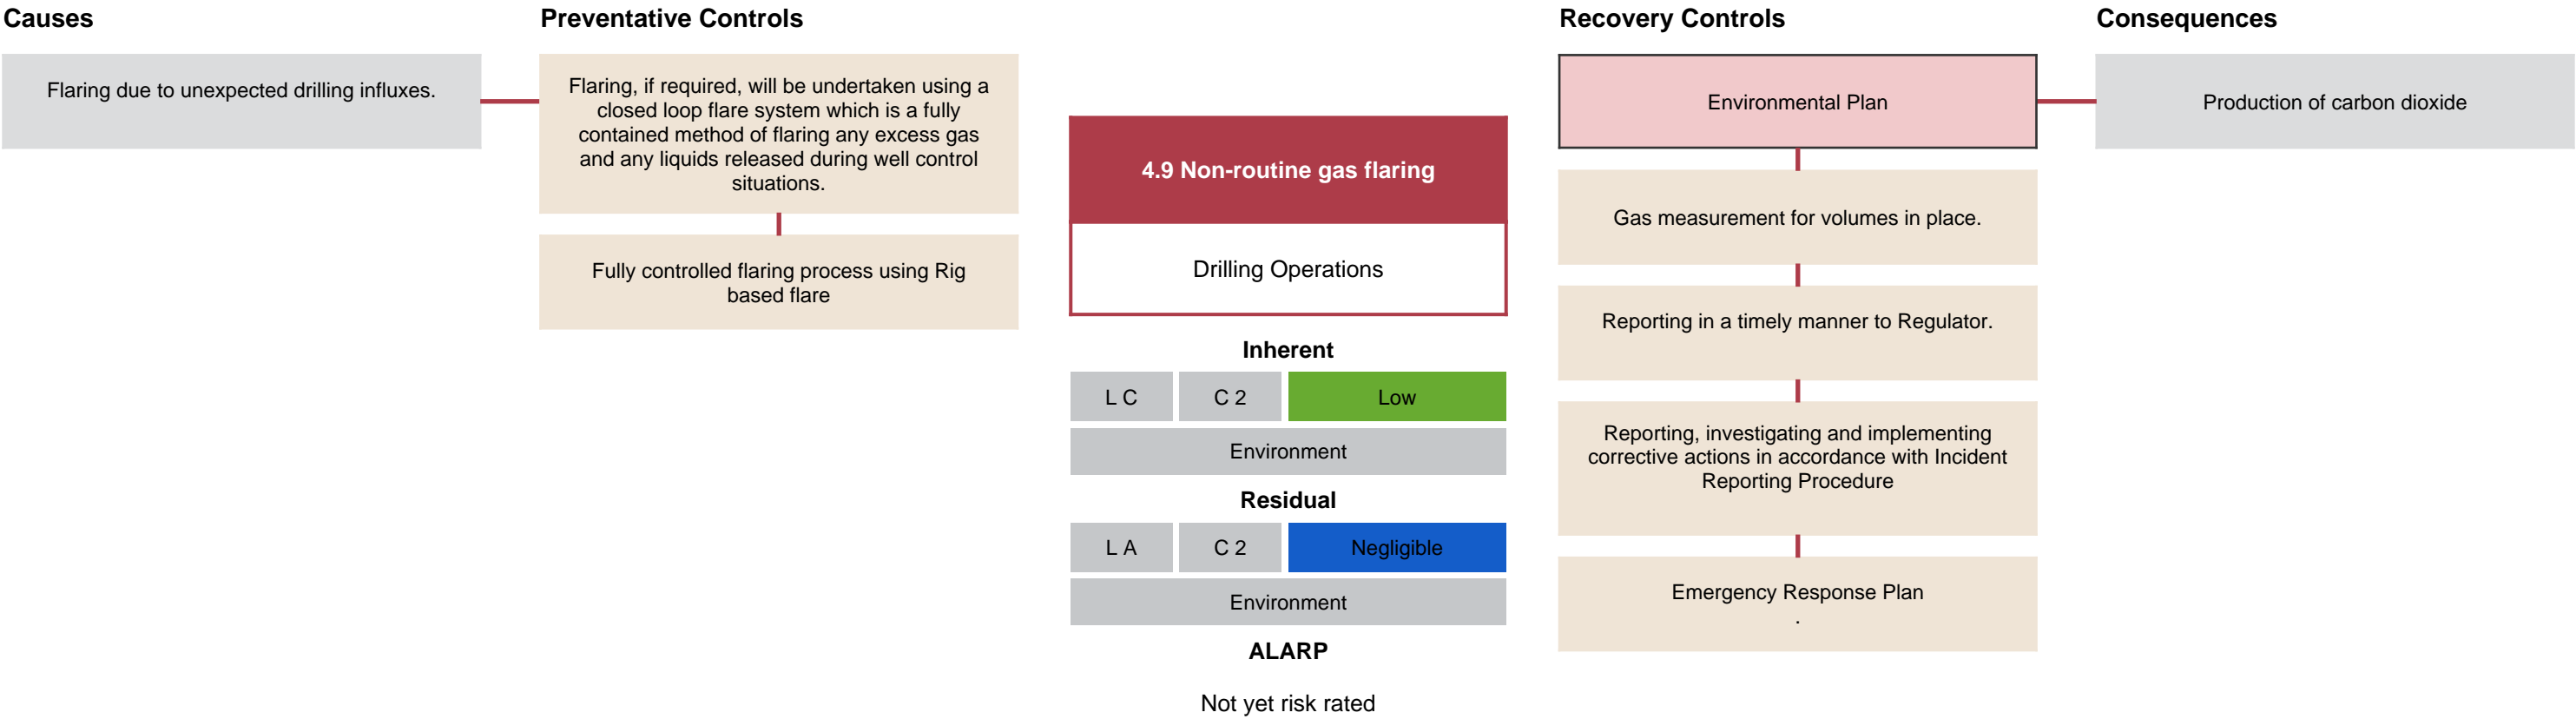 Causes
Flaring due to unexpected drilling influxes.
Preventative Controls
Flaring, if required, will be undertaken using a
closed loop flare system which is a fully
contained method of flaring any excess gas
and any liquids released during well control
situations.
Fully controlled flaring process using Rig
based flare
4.9 Non-routine gas flaring
Drilling Operations
Inherent
L C
C 2
Low
Environment
Residual
L A
C 2
Negligible
Environment
ALARP
Not yet risk rated
Recovery Controls
Environmental Plan
Gas measurement for volumes in place.
Reporting in a timely manner to Regulator.
Reporting, investigating and implementing
corrective actions in accordance with Incident
Reporting Procedure
Emergency Response Plan
.
Consequences
Production of carbon dioxide